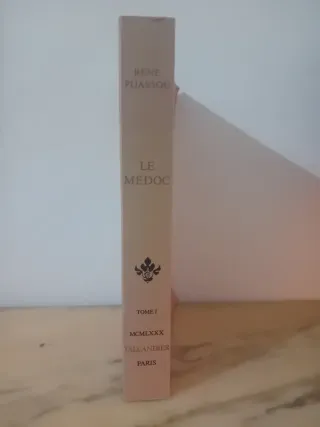 RENÉ
PIJASSOU
LE
MÉDOC
TOME I
MCMLXXX
TALLANDIER
PARIS